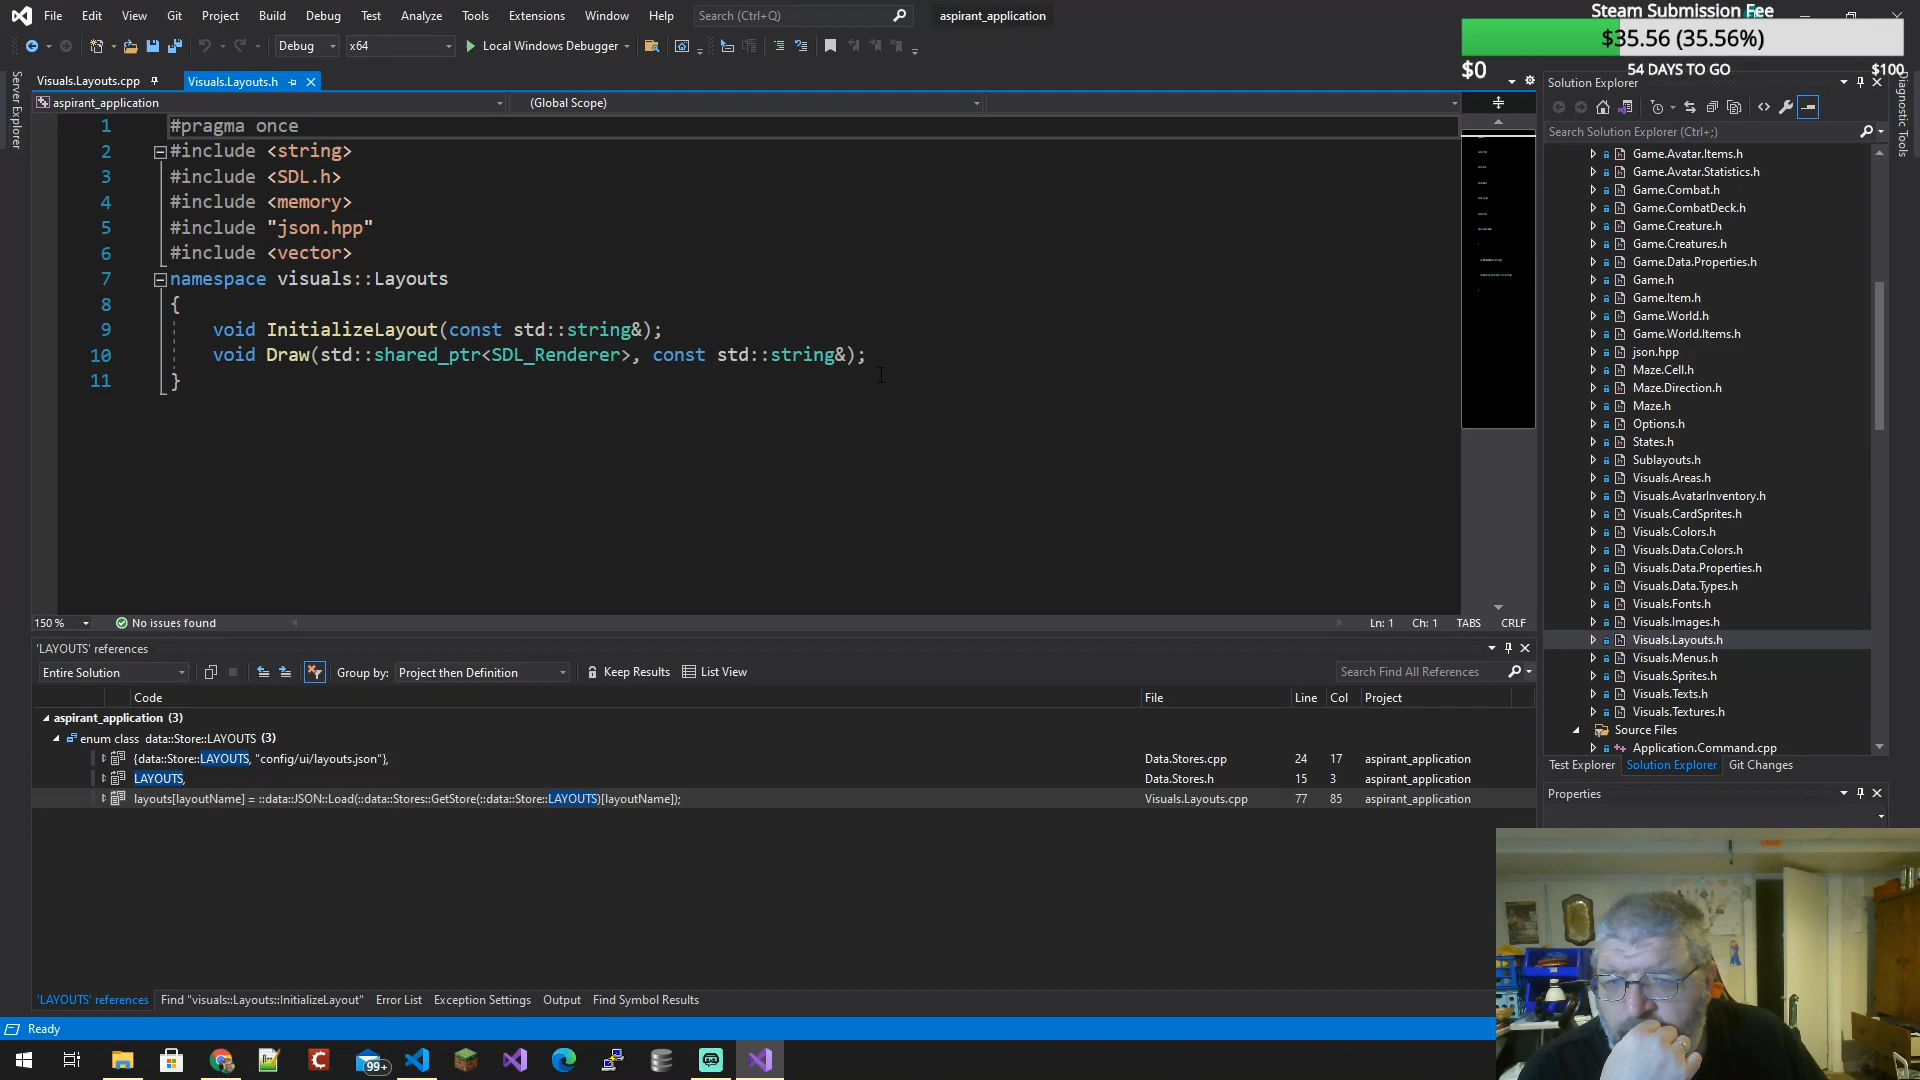 File Edit View Git Project Build Debug Test Analyze Tools Extensions Window Help Search (Ctrl+Q) aspirant_application
Steam Submission Fee
$35.56 (35.56%)
$0 54 DAYS TO GO $100
Debug x64 Local Windows Debugger
Server Explorer
Visuals.Layouts.cpp Visuals.Layouts.h
aspirant_application (Global Scope)
1 #pragma once
2 #include <string>
3 #include <SDL.h>
4 #include <memory>
5 #include "json.hpp"
6 #include <vector>
7 namespace visuals::Layouts
8 {
9 void InitializeLayout(const std::string&);
10 void Draw(std::shared_ptr<SDL_Renderer>, const std::string&);
11 }
150 % No issues found Ln: 1 Ch: 1 TABS CRLF
'LAYOUTS' references
Entire Solution Group by: Project then Definition Keep Results List View Search Find All References
Code File Line Col Project
aspirant_application (3)
enum class data::Store::LAYOUTS (3)
{data::Store::LAYOUTS, "config/ui/layouts.json"}, Data.Stores.cpp 24 17 aspirant_application
LAYOUTS, Data.Stores.h 15 3 aspirant_application
layouts[layoutName] = ::data::JSON::Load(::data::Stores::GetStore(::data::Store::LAYOUTS)[layoutName]); Visuals.Layouts.cpp 77 85 aspirant_application
'LAYOUTS' references Find "visuals::Layouts::InitializeLayout" Error List Exception Settings Output Find Symbol Results
Ready
99+
Solution Explorer
Search Solution Explorer (Ctrl+;)
Game.Avatar.Items.h
Game.Avatar.Statistics.h
Game.Combat.h
Game.CombatDeck.h
Game.Creature.h
Game.Creatures.h
Game.Data.Properties.h
Game.h
Game.Item.h
Game.World.h
Game.World.Items.h
json.hpp
Maze.Cell.h
Maze.Direction.h
Maze.h
Options.h
States.h
Sublayouts.h
Visuals.Areas.h
Visuals.AvatarInventory.h
Visuals.CardSprites.h
Visuals.Colors.h
Visuals.Data.Colors.h
Visuals.Data.Properties.h
Visuals.Data.Types.h
Visuals.Fonts.h
Visuals.Images.h
Visuals.Layouts.h
Visuals.Menus.h
Visuals.Sprites.h
Visuals.Texts.h
Visuals.Textures.h
Source Files
Application.Command.cpp
Test Explorer Solution Explorer Git Changes
Properties
Diagnostic Tools